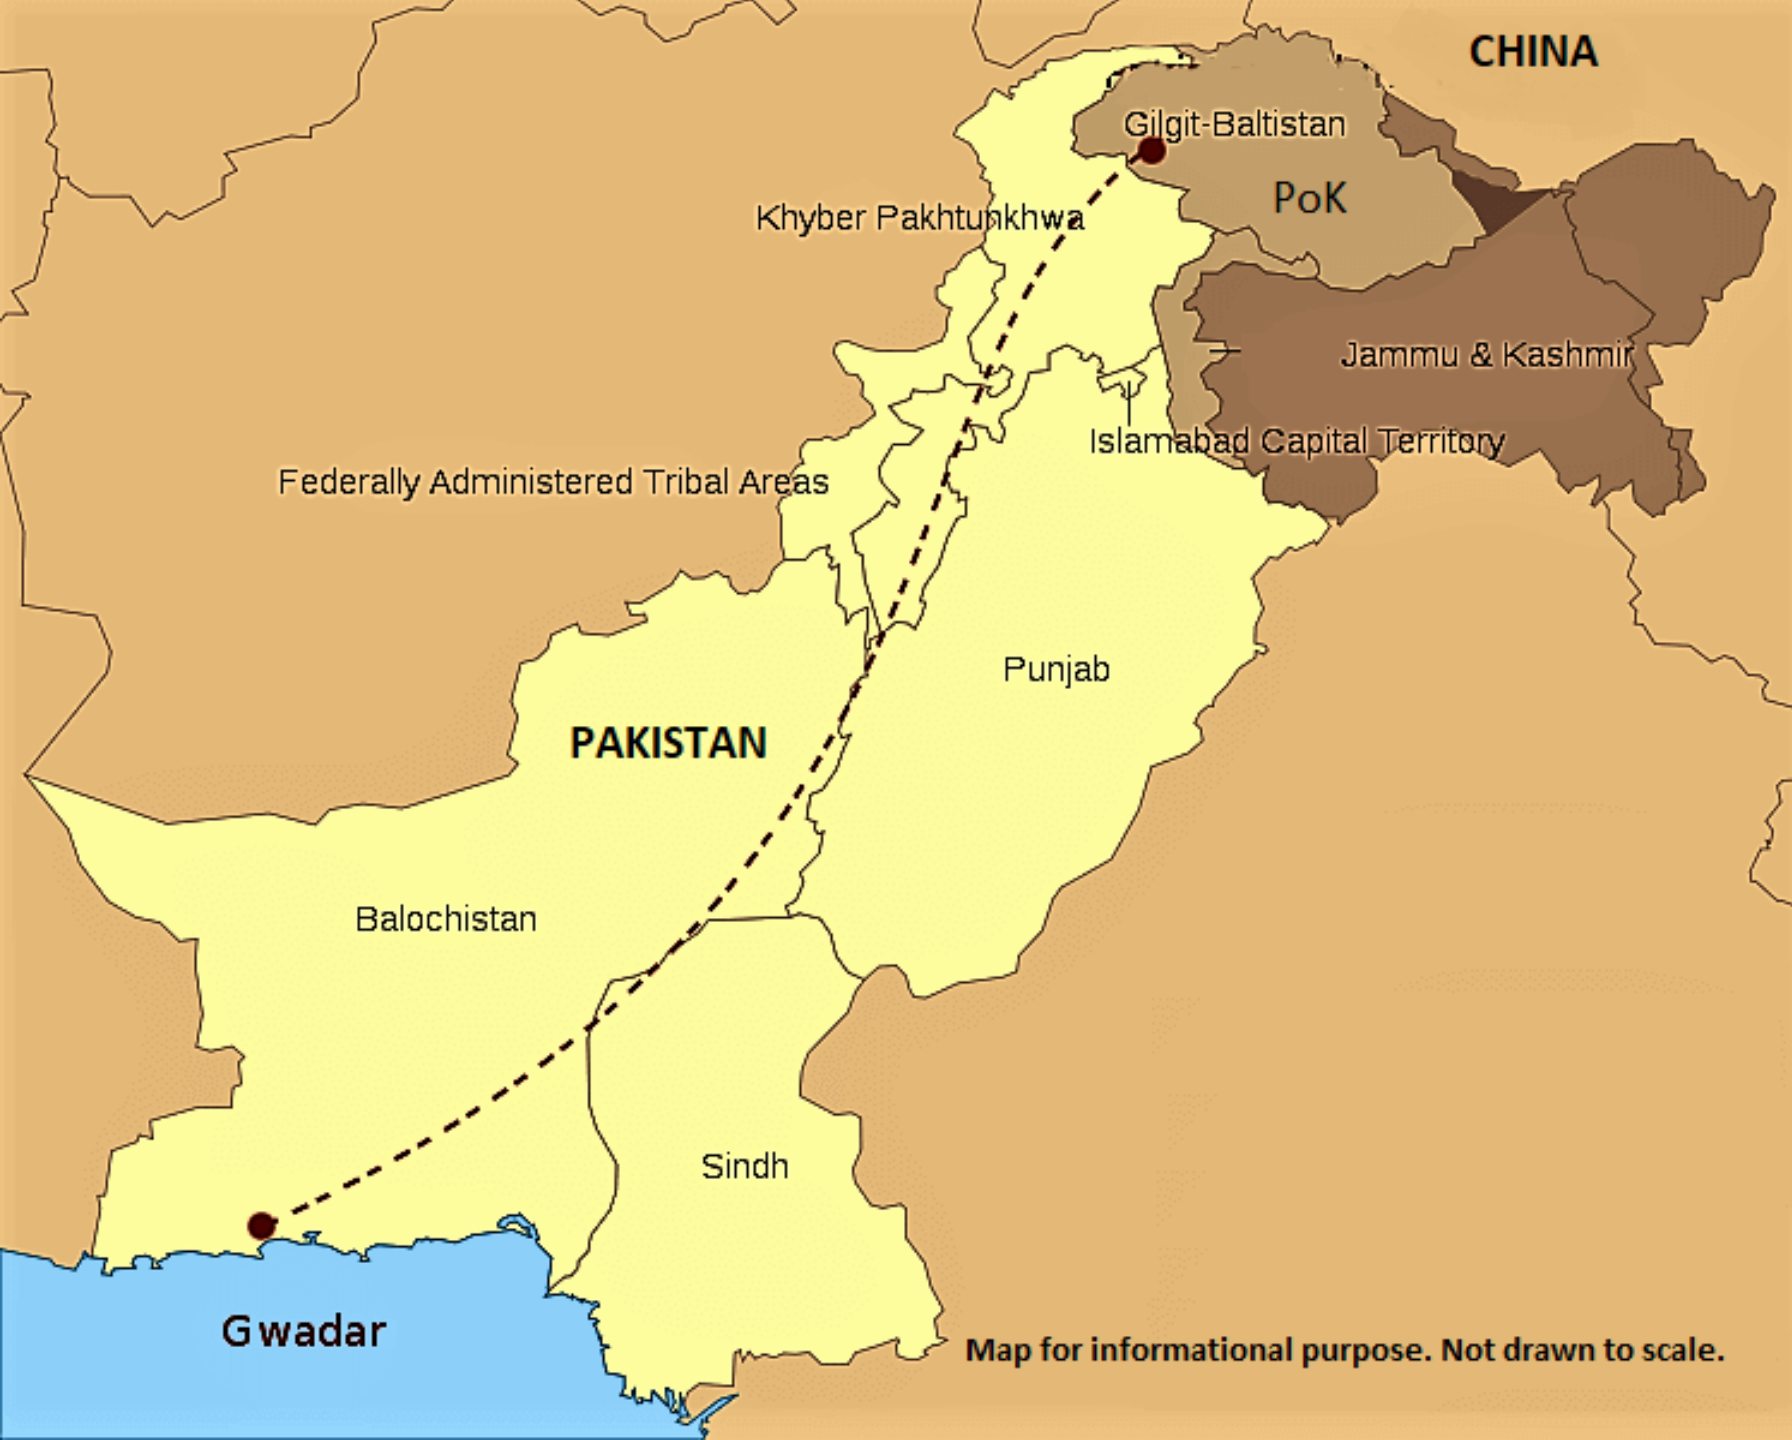 CHINA
Gilgit-Baltistan
PoK
Khyber Pakhtunkhwa
Jammu & Kashmir
Islamabad Capital Territory
Federally Administered Tribal Areas
Punjab
PAKISTAN
Balochistan
Sindh
Gwadar
Map for informational purpose. Not drawn to scale.